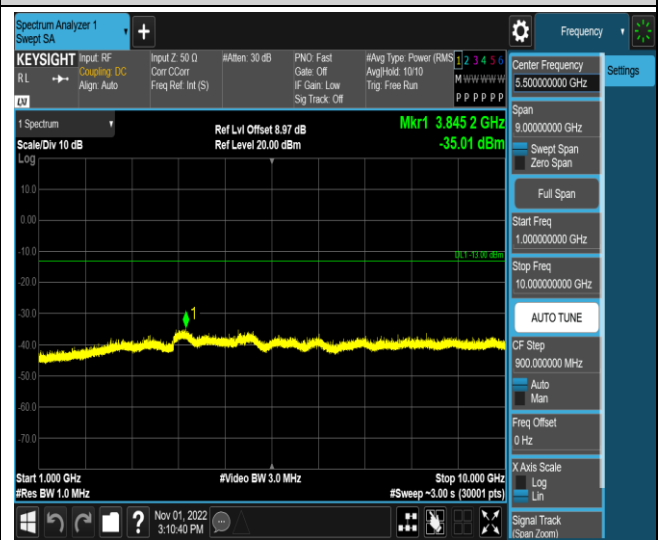 Spectrum Analyzer 1
Swept SA
Frequency
KEYSIGHT
RL
LXI
Input: RF
Coupling: DC
Align: Auto
Input Z: 50 Ω
Corr CCorr
Freq Ref: Int (S)
#Atten: 30 dB
PNO: Fast
Gate: Off
IF Gain: Low
Sig Track: Off
#Avg Type: Power (RMS
Avg|Hold: 10/10
Trig: Free Run
1 2 3 4 5 6
M W W W W W
P P P P P P
Center Frequency
5.500000000 GHz
Settings
Span
9.00000000 GHz
Swept Span
Zero Span
Full Span
Start Freq
1.000000000 GHz
Stop Freq
10.000000000 GHz
AUTO TUNE
CF Step
900.000000 MHz
Auto
Man
Freq Offset
0 Hz
X Axis Scale
Log
Lin
Signal Track
(Span Zoom)
1 Spectrum
Scale/Div 10 dB
Ref Lvl Offset 8.97 dB
Ref Level 20.00 dBm
Mkr1 3.845 2 GHz
-35.01 dBm
Log
10.0
0.00
-10.0
DL1 -13.00 dBm
-20.0
-30.0
1
-40.0
-50.0
-60.0
-70.0
Start 1.000 GHz
#Video BW 3.0 MHz
Stop 10.000 GHz
#Res BW 1.0 MHz
#Sweep ~3.00 s (30001 pts)
?
Nov 01, 2022
3:10:40 PM